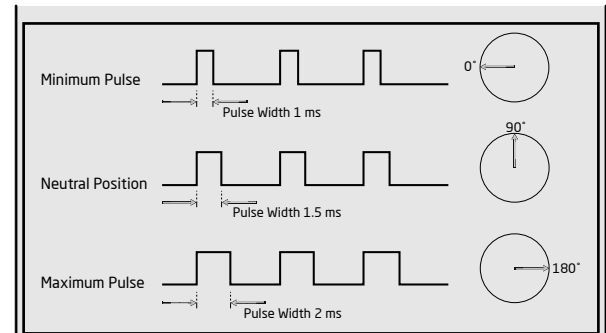 Minimum Pulse
0°
Pulse Width 1 ms
90°
Neutral Position
Pulse Width 1.5 ms
Maximum Pulse
180°
Pulse Width 2 ms